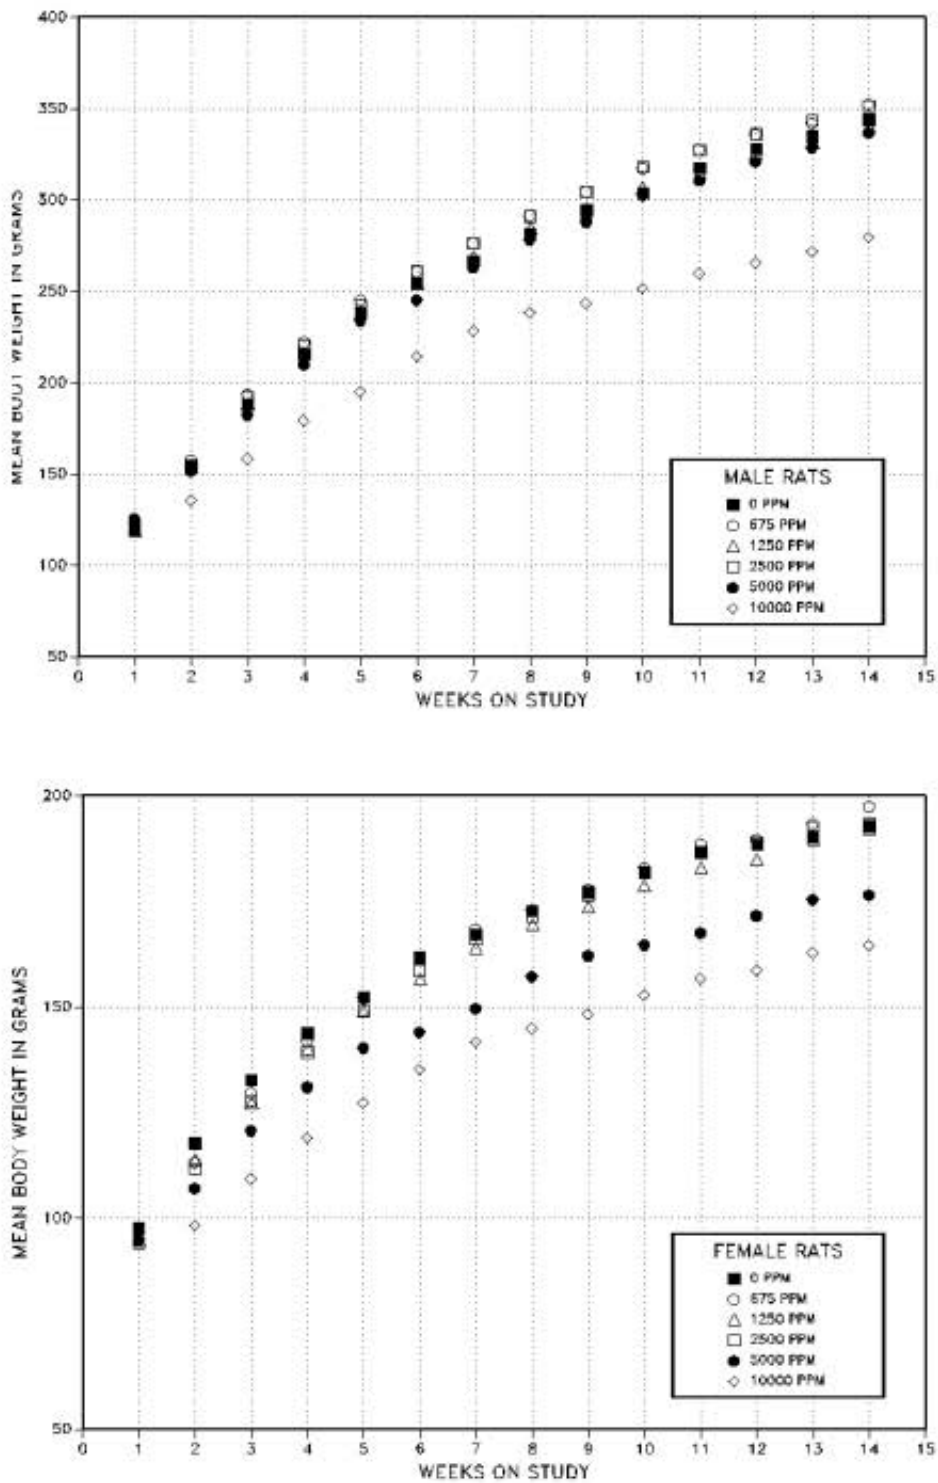 400
350
300
250
200
150
100
50
MEAN BODY WEIGHT IN GRAMS
0 1 2 3 4 5 6 7 8 9 10 11 12 13 14 15
WEEKS ON STUDY
MALE RATS
0 PPM
675 PPM
1250 PPM
2500 PPM
5000 PPM
10000 PPM
200
150
100
50
MEAN BODY WEIGHT IN GRAMS
0 1 2 3 4 5 6 7 8 9 10 11 12 13 14 15
WEEKS ON STUDY
FEMALE RATS
0 PPM
675 PPM
1250 PPM
2500 PPM
5000 PPM
10000 PPM